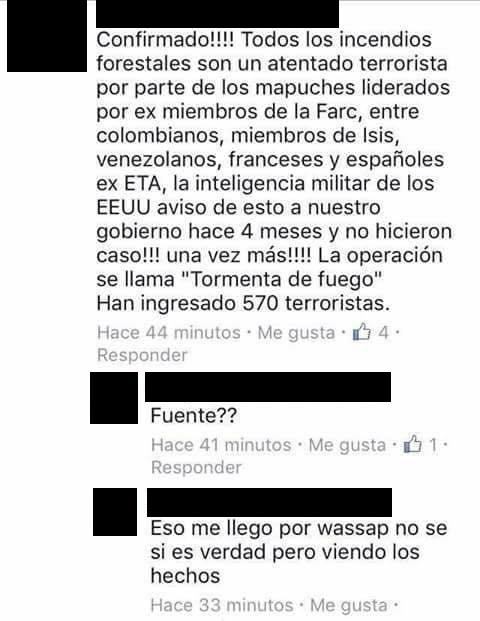 Confirmado!!!! Todos los incendios
forestales son un atentado terrorista
por parte de los mapuches liderados
por ex miembros de la Farc, entre
colombianos, miembros de Isis,
venezolanos, franceses y españoles
ex ETA, la inteligencia militar de los
EEUU aviso de esto a nuestro
gobierno hace 4 meses y no hicieron
caso!!! una vez más!!!! La operación
se llama "Tormenta de fuego"
Han ingresado 570 terroristas.
Hace 44 minutos · Me gusta · 4 ·
Responder
Fuente??
Hace 41 minutos · Me gusta · 1 ·
Responder
Eso me llego por wassap no se
si es verdad pero viendo los
hechos
Hace 33 minutos · Me gusta ·